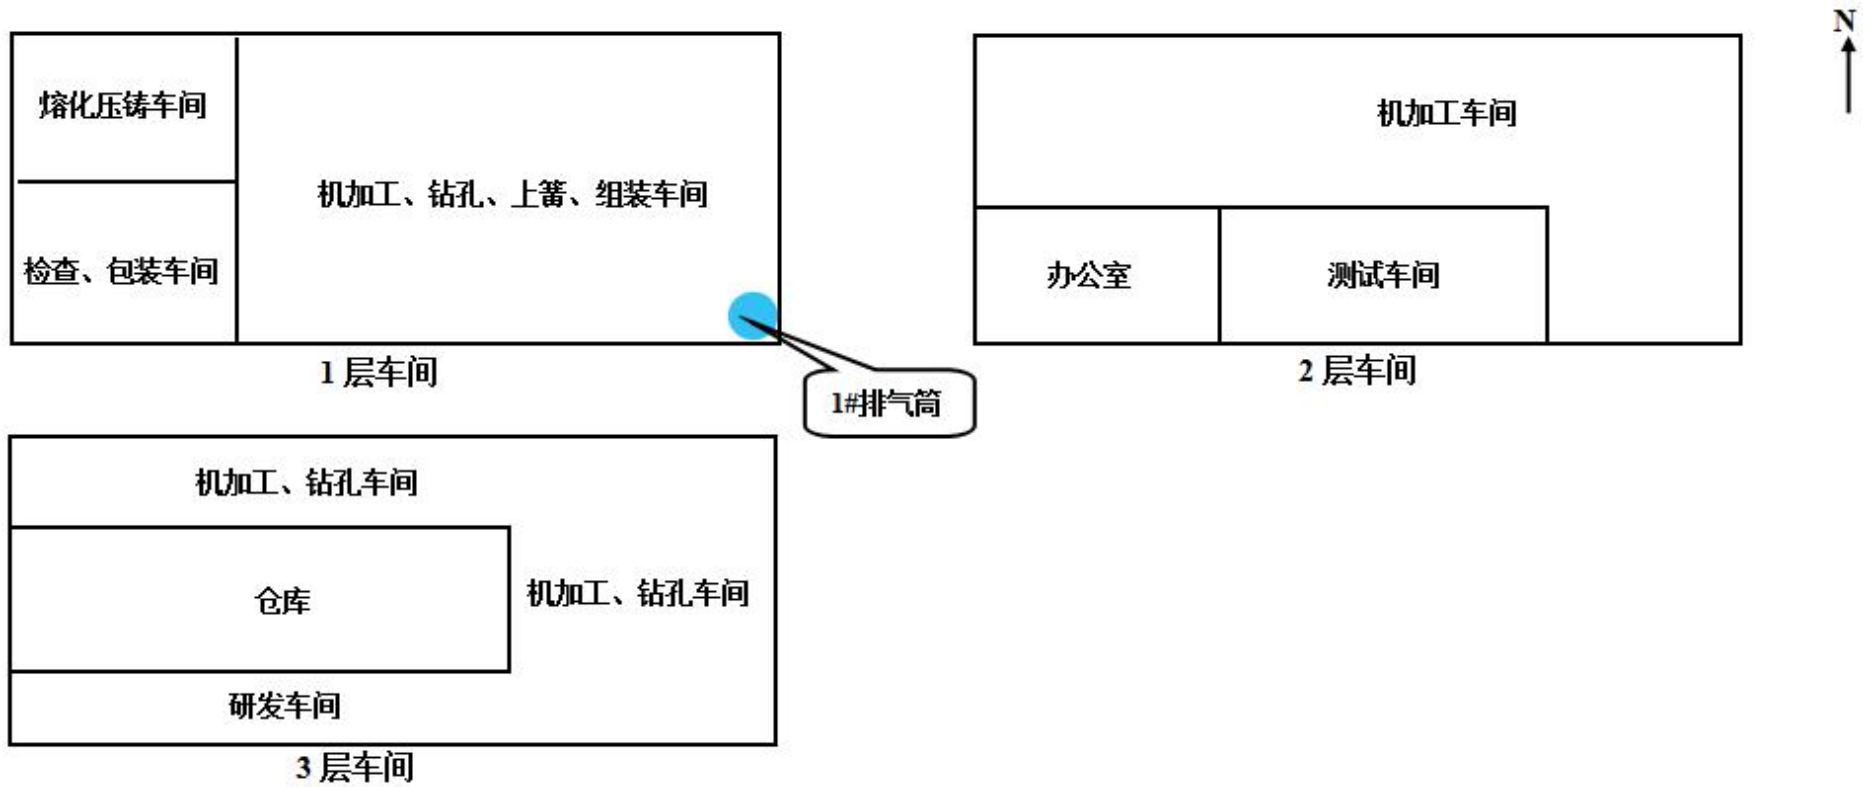 N
熔化压铸车间
检查、包装车间
机加工、钻孔、上篝、组装车间
1层车间
1#排气筒
机加工车间
办公室
测试车间
2层车间
机加工、钻孔车间
仓库
机加工、钻孔车间
研发车间
3层车间